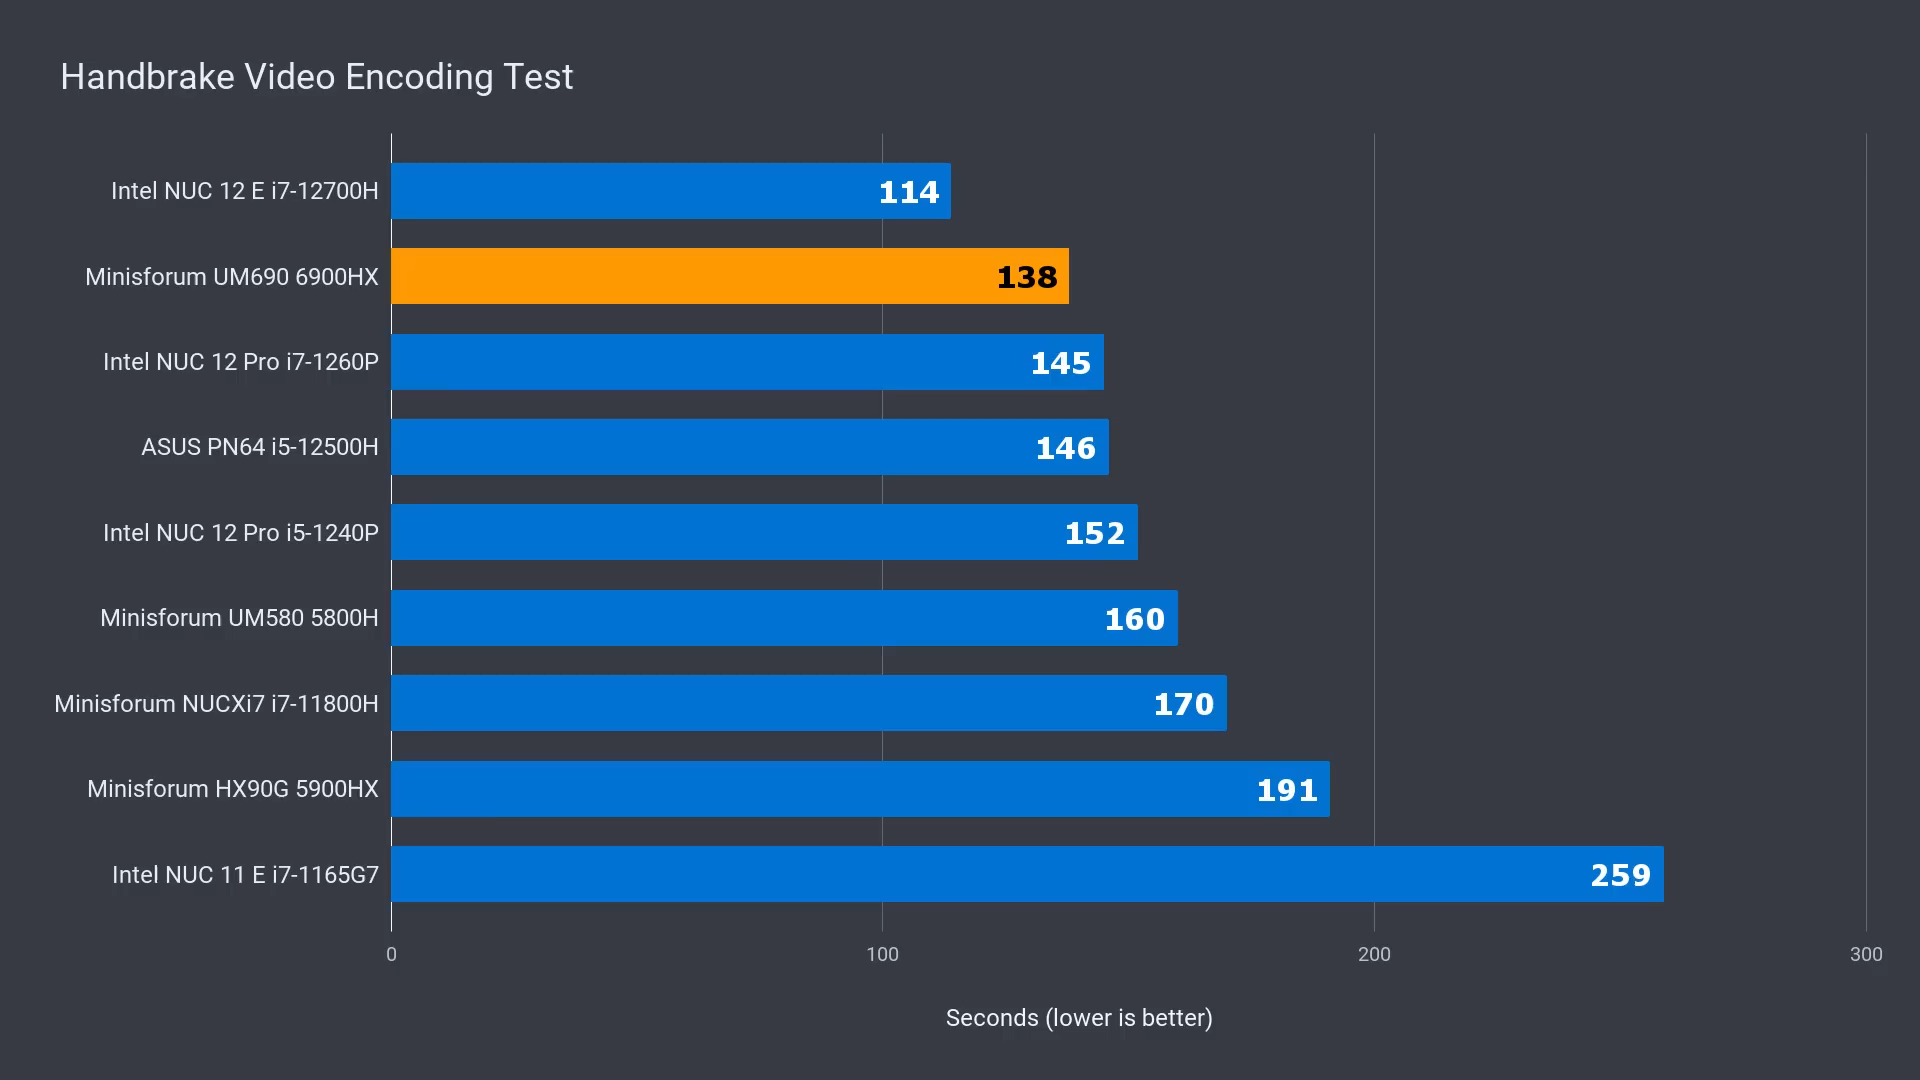 Handbrake Video Encoding Test
Intel NUC 12 E i7-12700H 114
Minisforum UM690 6900HX 138
Intel NUC 12 Pro i7-1260P 145
ASUS PN64 i5-12500H 146
Intel NUC 12 Pro i5-1240P 152
Minisforum UM580 5800H 160
Minisforum NUCXi7 i7-11800H 170
Minisforum HX90G 5900HX 191
Intel NUC 11 E i7-1165G7 259
0 100 200 300
Seconds (lower is better)